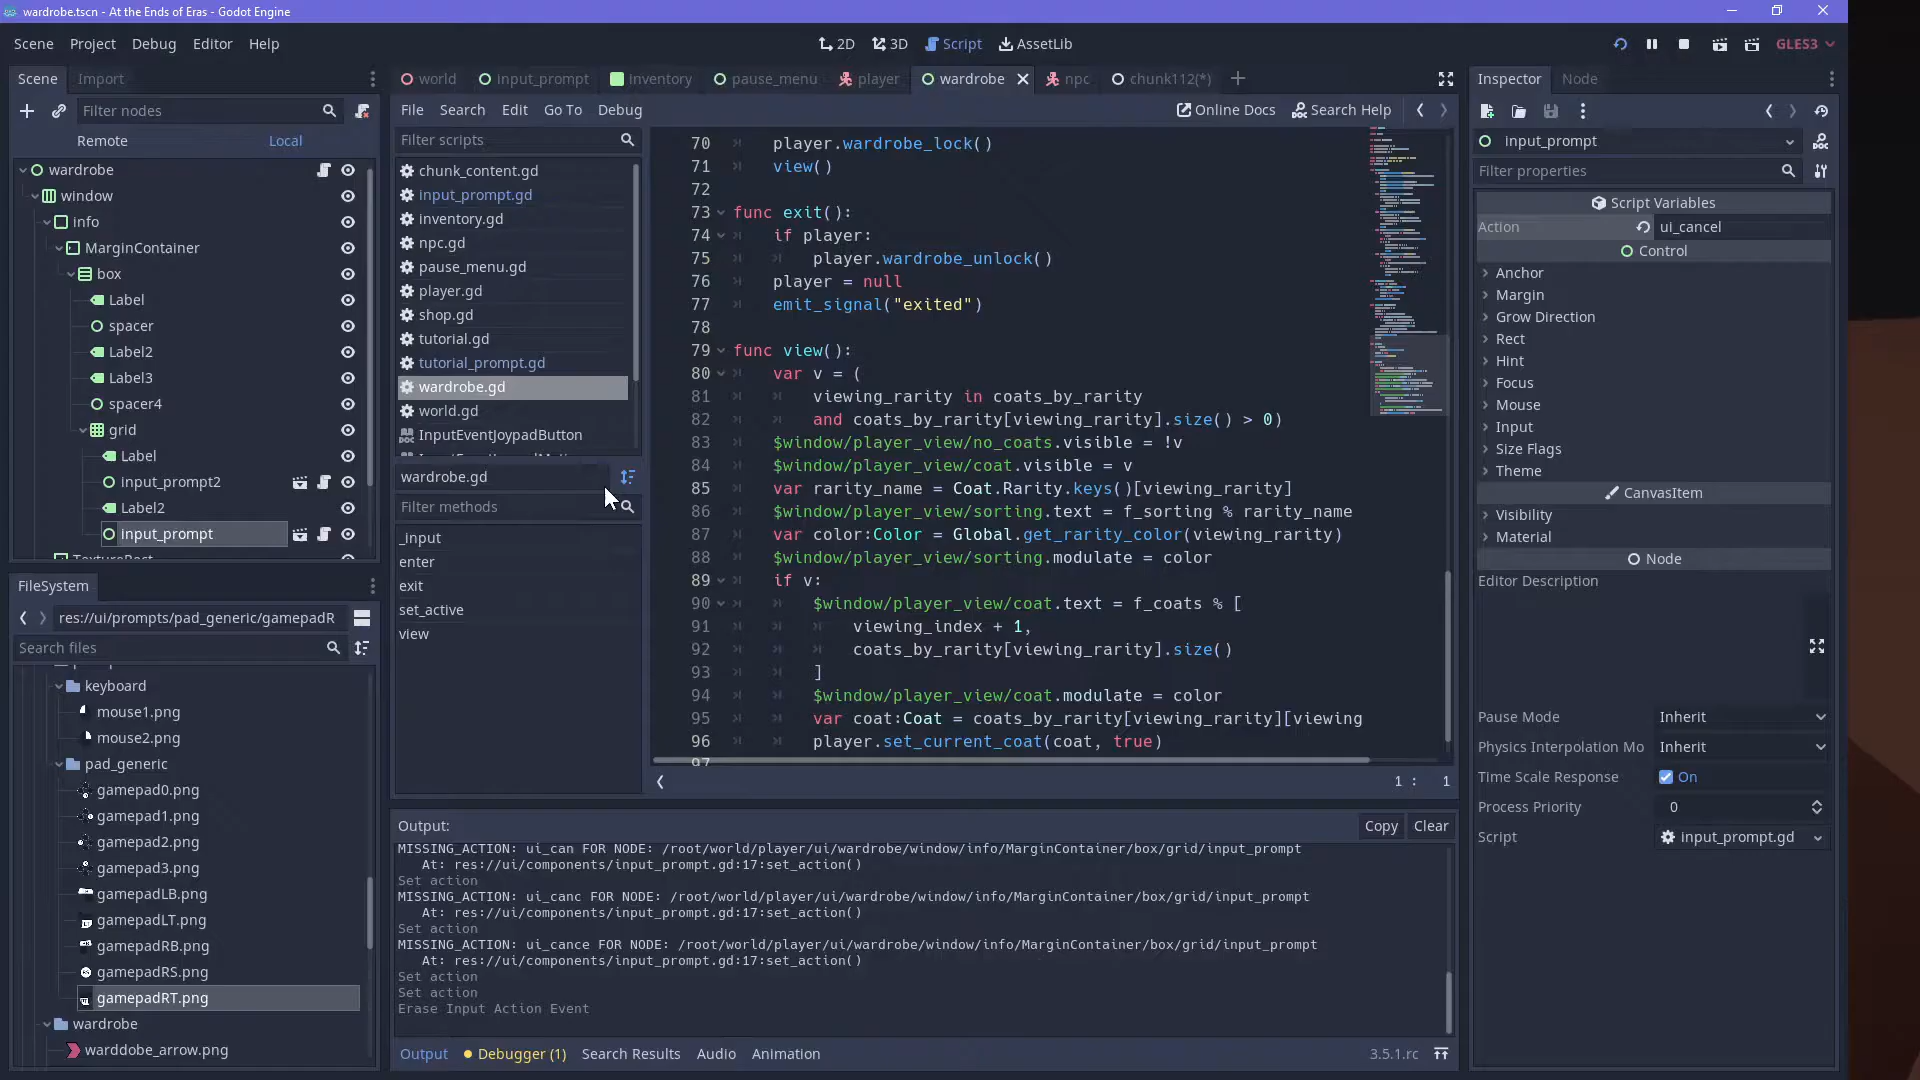 wardrobe.tscn - At the Ends of Eras - Godot Engine
Scene Project Debug Editor Help
2D 3D Script AssetLib
GLES3
Scene Import
Filter nodes
Remote Local
wardrobe
window
info
MarginContainer
box
Label
spacer
Label2
Label3
spacer4
grid
Label
input_prompt2
Label2
input_prompt
TextureRect
FileSystem
res://ui/prompts/pad_generic/gamepadR
Search files
keyboard
mouse1.png
mouse2.png
pad_generic
gamepad0.png
gamepad1.png
gamepad2.png
gamepad3.png
gamepadLB.png
gamepadLT.png
gamepadRB.png
gamepadRS.png
gamepadRT.png
wardrobe
warddobe_arrow.png
world input_prompt inventory pause_menu player wardrobe npc chunk112(*)
File Search Edit Go To Debug
Online Docs Search Help
Filter scripts
chunk_content.gd
input_prompt.gd
inventory.gd
npc.gd
pause_menu.gd
player.gd
shop.gd
tutorial.gd
tutorial_prompt.gd
wardrobe.gd
world.gd
InputEventJoypadButton
wardrobe.gd
Filter methods
_input
enter
exit
set_active
view
70 player.wardrobe_lock()
71 view()
72
73 func exit():
74 if player:
75 player.wardrobe_unlock()
76 player = null
77 emit_signal("exited")
78
79 func view():
80 var v = (
81 viewing_rarity in coats_by_rarity
82 and coats_by_rarity[viewing_rarity].size() > 0)
83 $window/player_view/no_coats.visible = !v
84 $window/player_view/coat.visible = v
85 var rarity_name = Coat.Rarity.keys()[viewing_rarity]
86 $window/player_view/sorting.text = f_sorting % rarity_name
87 var color:Color = Global.get_rarity_color(viewing_rarity)
88 $window/player_view/sorting.modulate = color
89 if v:
90 $window/player_view/coat.text = f_coats % [
91 viewing_index + 1,
92 coats_by_rarity[viewing_rarity].size()
93 ]
94 $window/player_view/coat.modulate = color
95 var coat:Coat = coats_by_rarity[viewing_rarity][viewing
96 player.set_current_coat(coat, true)
97
1 : 1
Output:
Copy Clear
MISSING_ACTION: ui_can FOR NODE: /root/world/player/ui/wardrobe/window/info/MarginContainer/box/grid/input_prompt
At: res://ui/components/input_prompt.gd:17:set_action()
Set action
MISSING_ACTION: ui_canc FOR NODE: /root/world/player/ui/wardrobe/window/info/MarginContainer/box/grid/input_prompt
At: res://ui/components/input_prompt.gd:17:set_action()
Set action
MISSING_ACTION: ui_cance FOR NODE: /root/world/player/ui/wardrobe/window/info/MarginContainer/box/grid/input_prompt
At: res://ui/components/input_prompt.gd:17:set_action()
Set action
Set action
Erase Input Action Event
Output Debugger (1) Search Results Audio Animation
3.5.1.rc
Inspector Node
input_prompt
Filter properties
Script Variables
Action ui_cancel
Control
Anchor
Margin
Grow Direction
Rect
Hint
Focus
Mouse
Input
Size Flags
Theme
CanvasItem
Visibility
Material
Node
Editor Description
Pause Mode Inherit
Physics Interpolation Mo Inherit
Time Scale Response On
Process Priority 0
Script input_prompt.gd